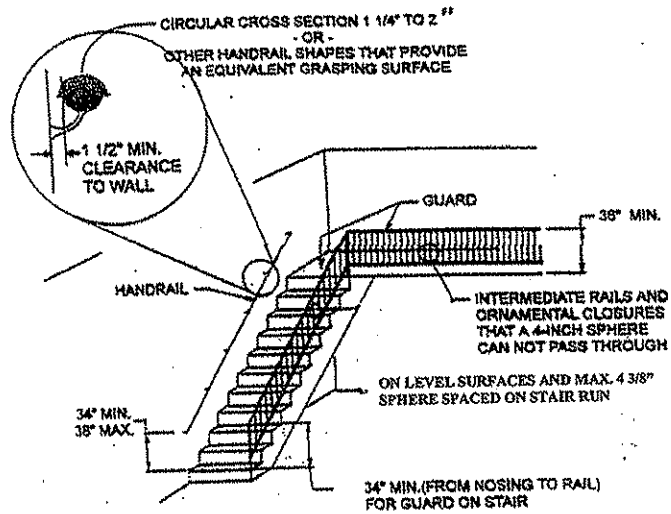 CIRCULAR CROSS SECTION 1 1/4" TO 2 "
- OR -
OTHER HANDRAIL SHAPES THAT PROVIDE
AN EQUIVALENT GRASPING SURFACE
1 1/2" MIN.
CLEARANCE
TO WALL
GUARD
36" MIN.
HANDRAIL
INTERMEDIATE RAILS AND
ORNAMENTAL CLOSURES
THAT A 4-INCH SPHERE
CAN NOT PASS THROUGH
ON LEVEL SURFACES AND MAX. 4 3/8"
SPHERE SPACED ON STAIR RUN
34" MIN.
38" MAX.
34" MIN.(FROM NOSING TO RAIL)
FOR GUARD ON STAIR